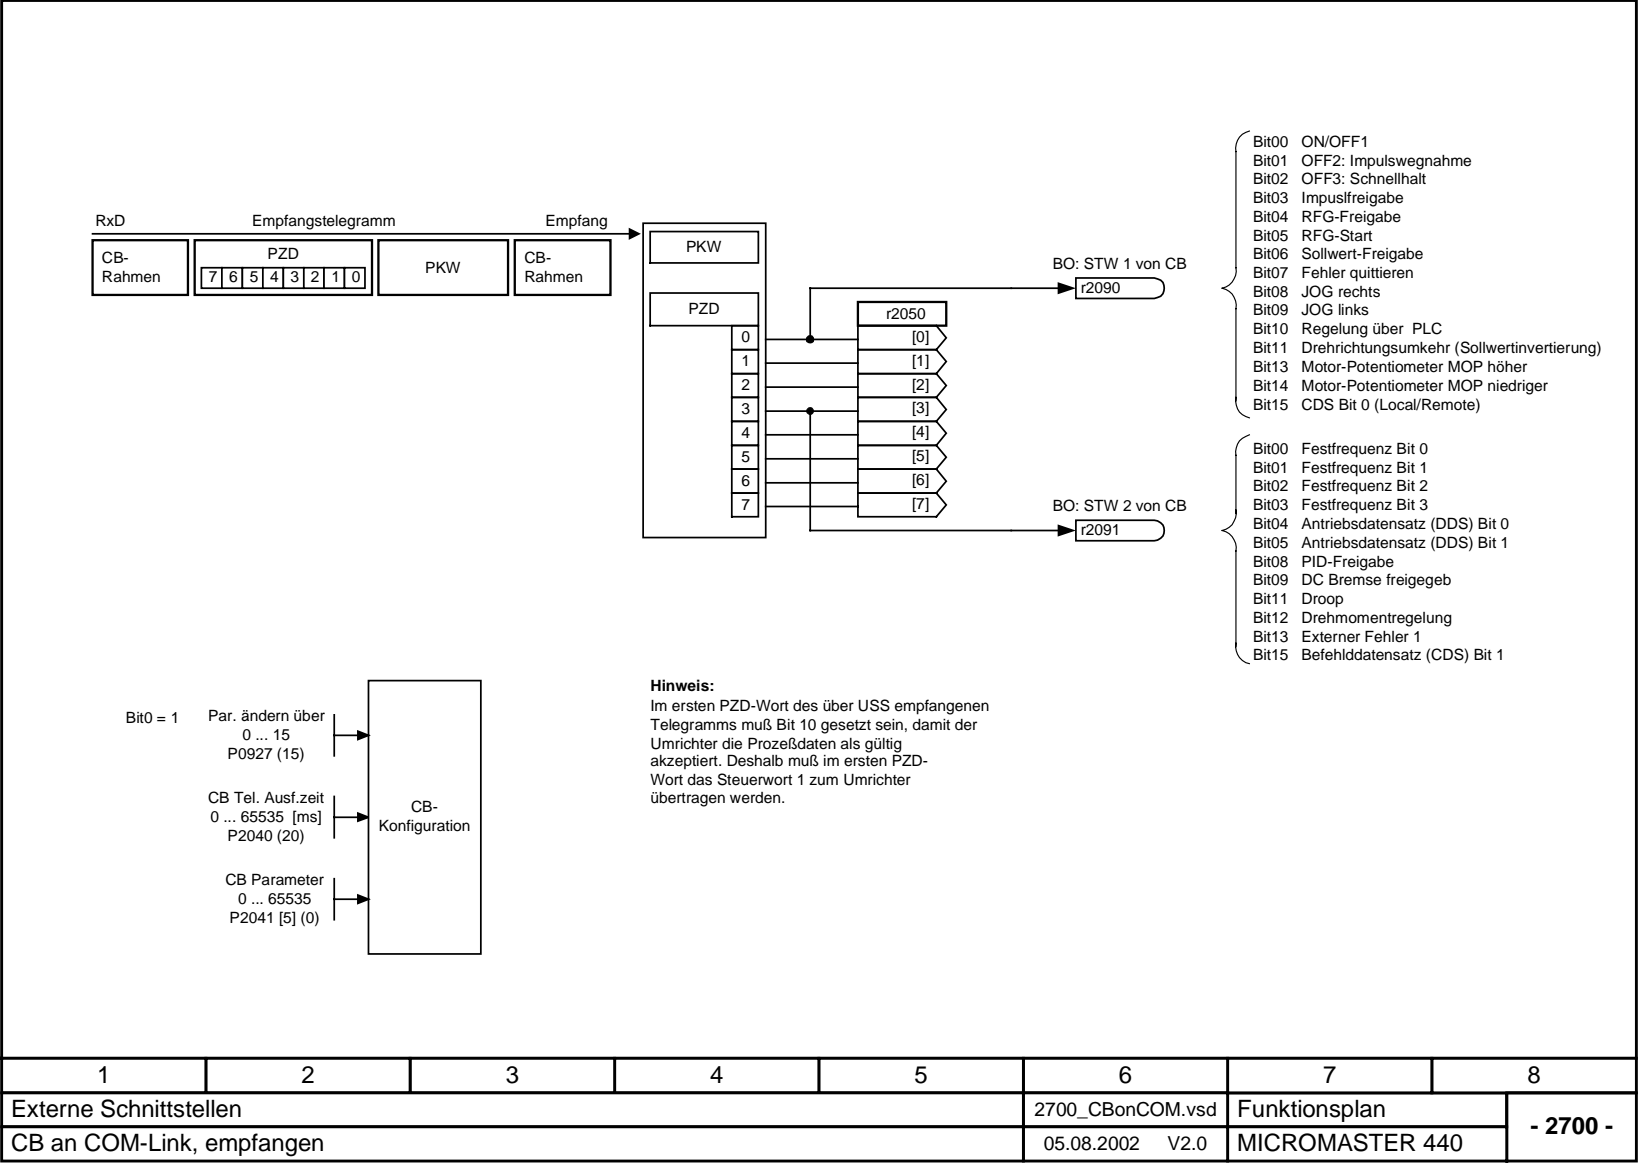 RxD Empfangstelegramm Empfang
CB-
Rahmen
PZD
7 6 5 4 3 2 1 0
PKW
CB-
Rahmen
PKW
PZD
0
1
2
3
4
5
6
7
r2050
[0]
[1]
[2]
[3]
[4]
[5]
[6]
[7]
BO: STW 1 von CB
r2090
BO: STW 2 von CB
r2091
Bit00 ON/OFF1
Bit01 OFF2: Impulswegnahme
Bit02 OFF3: Schnellhalt
Bit03 Impuslfreigabe
Bit04 RFG-Freigabe
Bit05 RFG-Start
Bit06 Sollwert-Freigabe
Bit07 Fehler quittieren
Bit08 JOG rechts
Bit09 JOG links
Bit10 Regelung über PLC
Bit11 Drehrichtungsumkehr (Sollwertinvertierung)
Bit13 Motor-Potentiometer MOP höher
Bit14 Motor-Potentiometer MOP niedriger
Bit15 CDS Bit 0 (Local/Remote)
Bit00 Festfrequenz Bit 0
Bit01 Festfrequenz Bit 1
Bit02 Festfrequenz Bit 2
Bit03 Festfrequenz Bit 3
Bit04 Antriebsdatensatz (DDS) Bit 0
Bit05 Antriebsdatensatz (DDS) Bit 1
Bit08 PID-Freigabe
Bit09 DC Bremse freigegeb
Bit11 Droop
Bit12 Drehmomentregelung
Bit13 Externer Fehler 1
Bit15 Befehlddatensatz (CDS) Bit 1
Bit0 = 1
Par. ändern über
0 ... 15
P0927 (15)
CB Tel. Ausf.zeit
0 ... 65535 [ms]
P2040 (20)
CB Parameter
0 ... 65535
P2041 [5] (0)
CB-
Konfiguration
Hinweis:
Im ersten PZD-Wort des über USS empfangenen
Telegramms muß Bit 10 gesetzt sein, damit der
Umrichter die Prozeßdaten als gültig
akzeptiert. Deshalb muß im ersten PZD-
Wort das Steuerwort 1 zum Umrichter
übertragen werden.
1 2 3 4 5 6 7 8
Externe Schnittstellen
2700_CBonCOM.vsd
Funktionsplan
- 2700 -
CB an COM-Link, empfangen
05.08.2002 V2.0
MICROMASTER 440